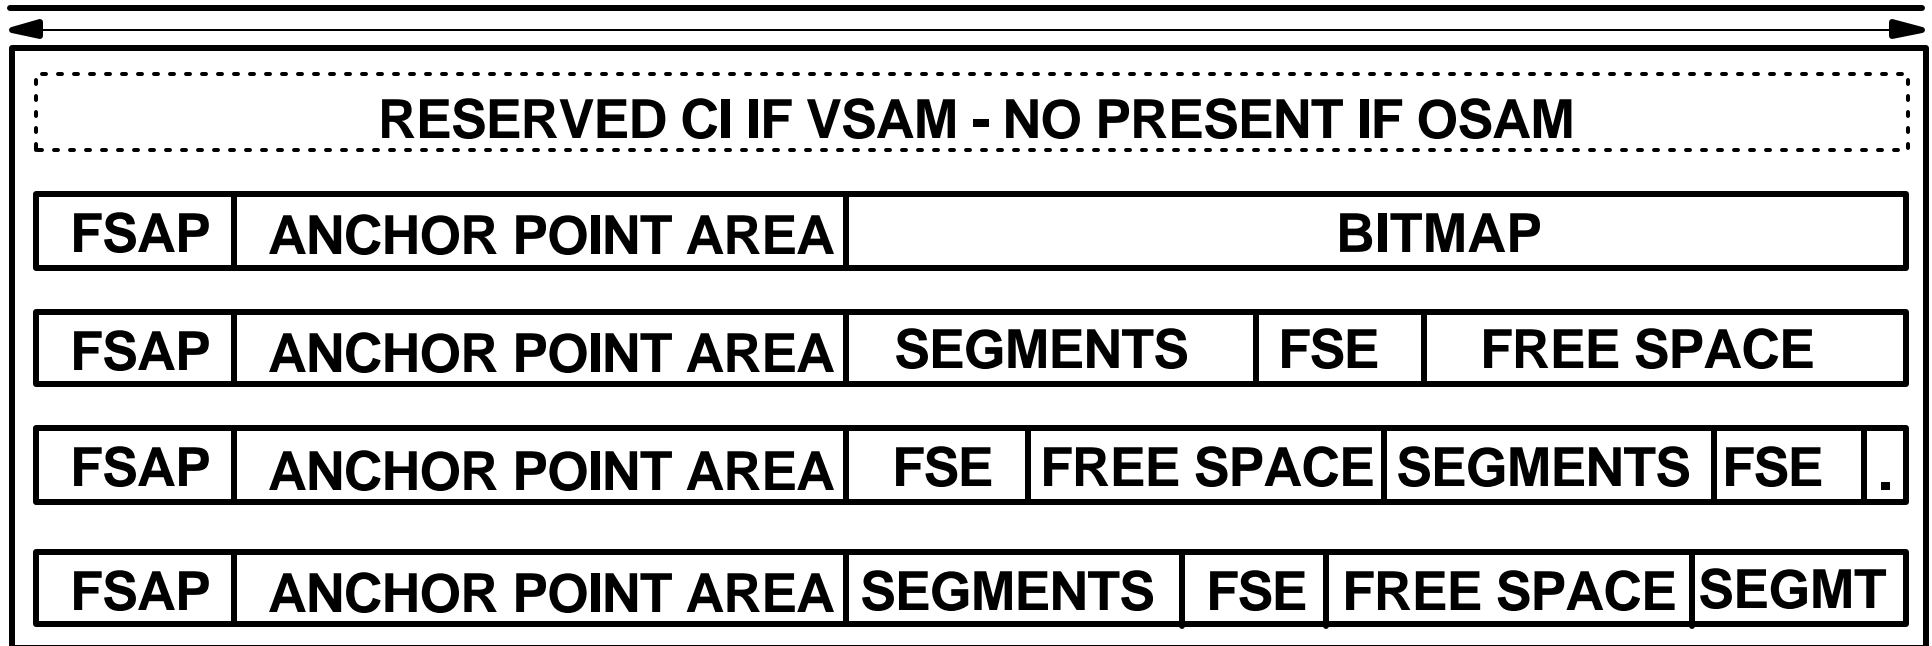 RESERVED CI IF VSAM - NO PRESENT IF OSAM
FSAP ANCHOR POINT AREA BITMAP
FSAP ANCHOR POINT AREA SEGMENTS FSE FREE SPACE
FSAP ANCHOR POINT AREA FSE FREE SPACE SEGMENTS FSE .
FSAP ANCHOR POINT AREA SEGMENTS FSE FREE SPACE SEGMT